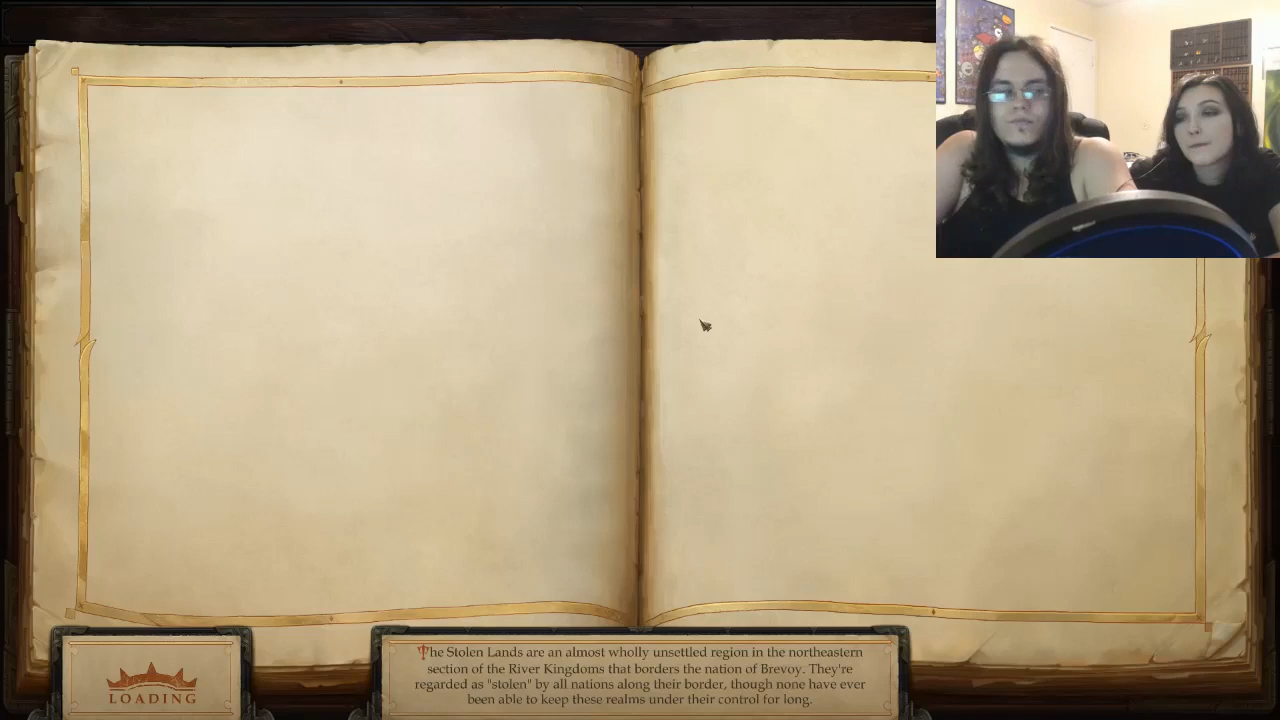 The Stolen Lands are an almost wholly unsettled region in the northeastern
section of the River Kingdoms that borders the nation of Brevoy. They're
regarded as "stolen" by all nations along their border, though none have ever
been able to keep these realms under their control for long.
LOADING